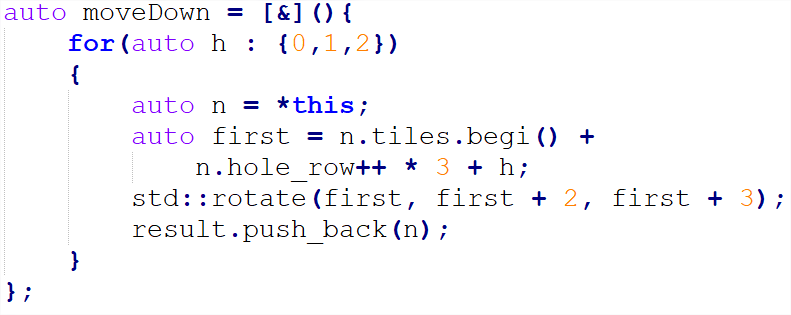 auto moveDown = [&](){
    for(auto h : {0,1,2})
    {
        auto n = *this;
        auto first = n.tiles.begi() +
            n.hole_row++ * 3 + h;
        std::rotate(first, first + 2, first + 3);
        result.push_back(n);
    }
};